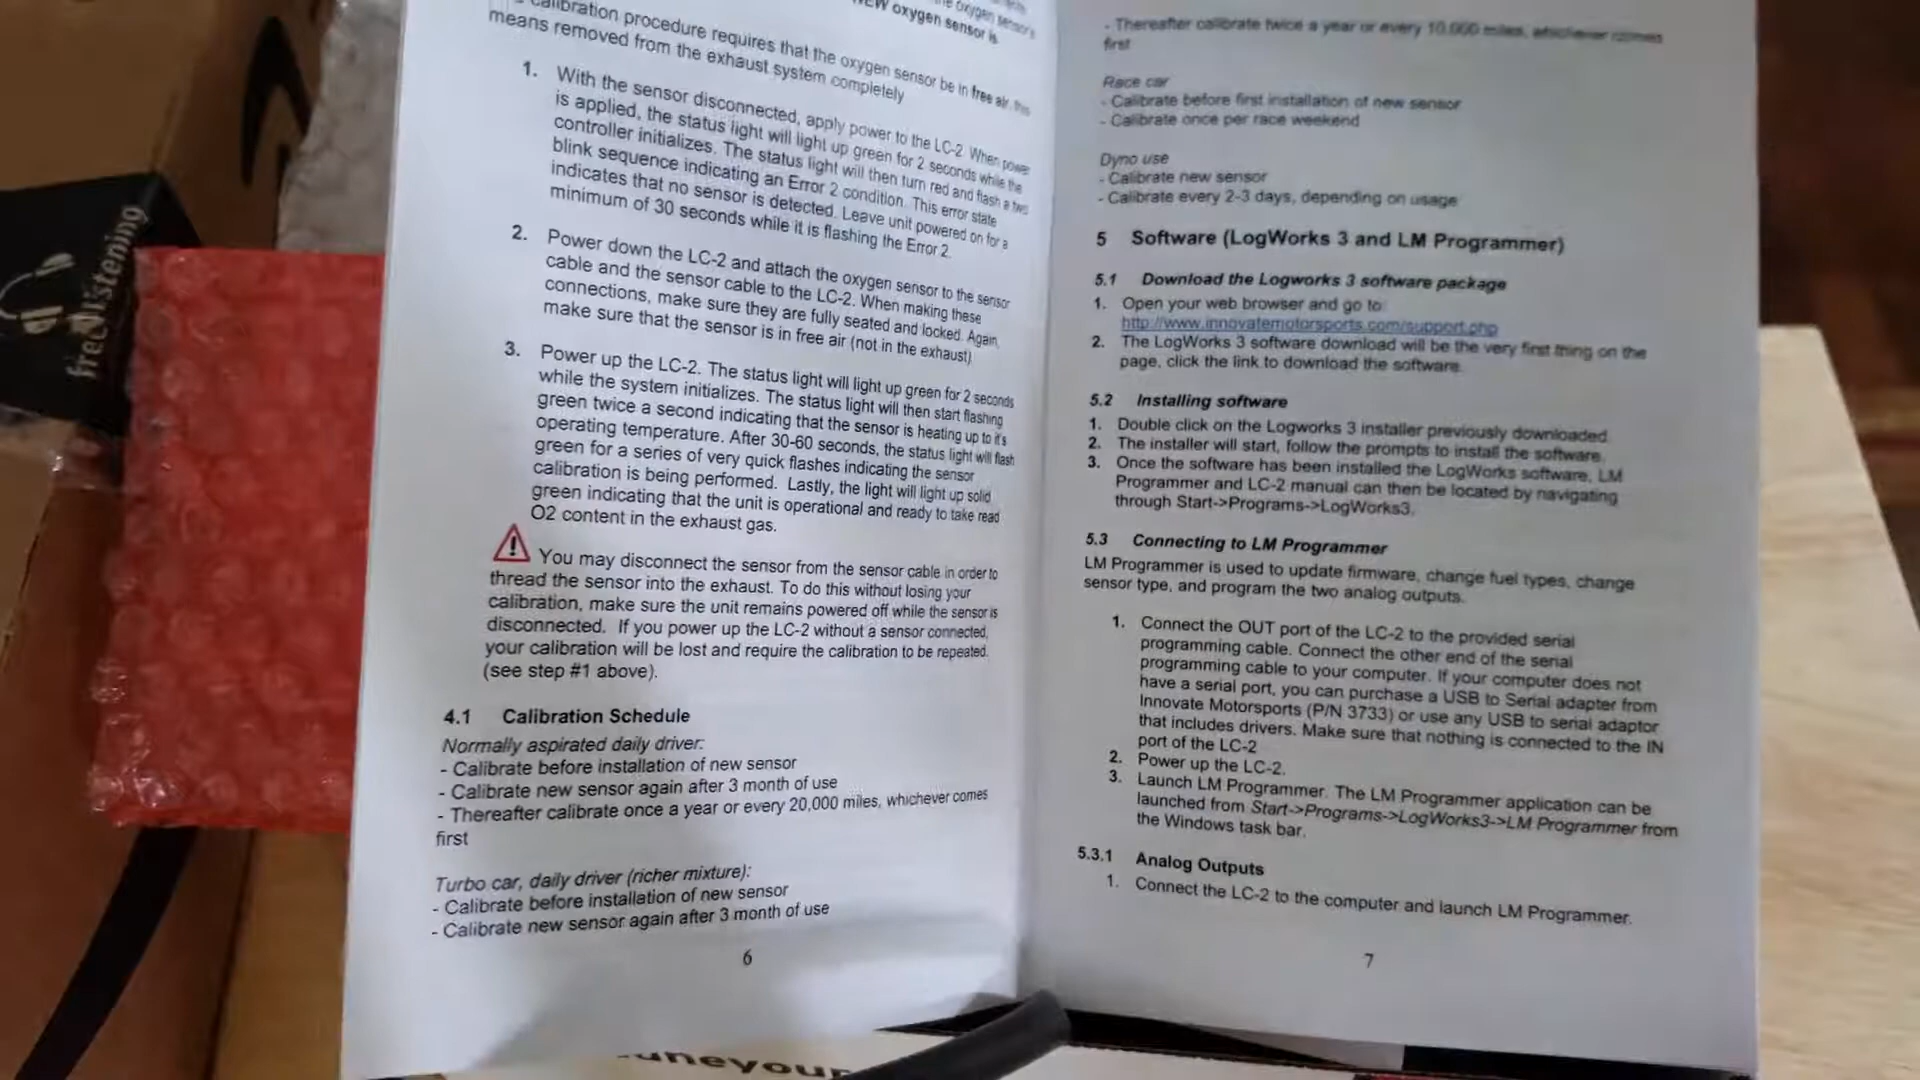 the oxygen sensor
NEW oxygen sensor is
calibration procedure requires that the oxygen sensor be in free air, this
means removed from the exhaust system completely
1. With the sensor disconnected, apply power to the LC-2. When power
is applied, the status light will light up green for 2 seconds while the
controller initializes. The status light will then turn red and flash a two
blink sequence indicating an Error 2 condition. This error state
indicates that no sensor is detected. Leave unit powered on for a
minimum of 30 seconds while it is flashing the Error 2.
2. Power down the LC-2 and attach the oxygen sensor to the sensor
cable and the sensor cable to the LC-2. When making these
connections, make sure they are fully seated and locked. Again,
make sure that the sensor is in free air (not in the exhaust)
3. Power up the LC-2. The status light will light up green for 2 seconds
while the system initializes. The status light will then start flashing
green twice a second indicating that the sensor is heating up to it's
operating temperature. After 30-60 seconds, the status light will flash
green for a series of very quick flashes indicating the sensor
calibration is being performed. Lastly, the light will light up solid
green indicating that the unit is operational and ready to take read
O2 content in the exhaust gas.
You may disconnect the sensor from the sensor cable in order to
thread the sensor into the exhaust. To do this without losing your
calibration, make sure the unit remains powered off while the sensor is
disconnected. If you power up the LC-2 without a sensor connected,
your calibration will be lost and require the calibration to be repeated.
(see step #1 above).
4.1 Calibration Schedule
Normally aspirated daily driver:
- Calibrate before installation of new sensor
- Calibrate new sensor again after 3 month of use
- Thereafter calibrate once a year or every 20,000 miles, whichever comes
first
Turbo car, daily driver (richer mixture):
- Calibrate before installation of new sensor
- Calibrate new sensor again after 3 month of use
6
- Thereafter calibrate twice a year or every 10,000 miles, whichever comes
first
Race car
- Calibrate before first installation of new sensor
- Calibrate once per race weekend
Dyno use
- Calibrate new sensor
- Calibrate every 2-3 days, depending on usage
5 Software (LogWorks 3 and LM Programmer)
5.1 Download the Logworks 3 software package
1. Open your web browser and go to:
http://www.innovatemotorsports.com/support.php
2. The LogWorks 3 software download will be the very first thing on the
page, click the link to download the software.
5.2 Installing software
1. Double click on the Logworks 3 installer previously downloaded.
2. The installer will start, follow the prompts to install the software.
3. Once the software has been installed the LogWorks software, LM
Programmer and LC-2 manual can then be located by navigating
through Start->Programs->LogWorks3.
5.3 Connecting to LM Programmer
LM Programmer is used to update firmware, change fuel types, change
sensor type, and program the two analog outputs.
1. Connect the OUT port of the LC-2 to the provided serial
programming cable. Connect the other end of the serial
programming cable to your computer. If your computer does not
have a serial port, you can purchase a USB to Serial adapter from
Innovate Motorsports (P/N 3733) or use any USB to serial adaptor
that includes drivers. Make sure that nothing is connected to the IN
port of the LC-2
2. Power up the LC-2.
3. Launch LM Programmer. The LM Programmer application can be
launched from Start->Programs->LogWorks3->LM Programmer from
the Windows task bar.
5.3.1 Analog Outputs
1. Connect the LC-2 to the computer and launch LM Programmer.
7